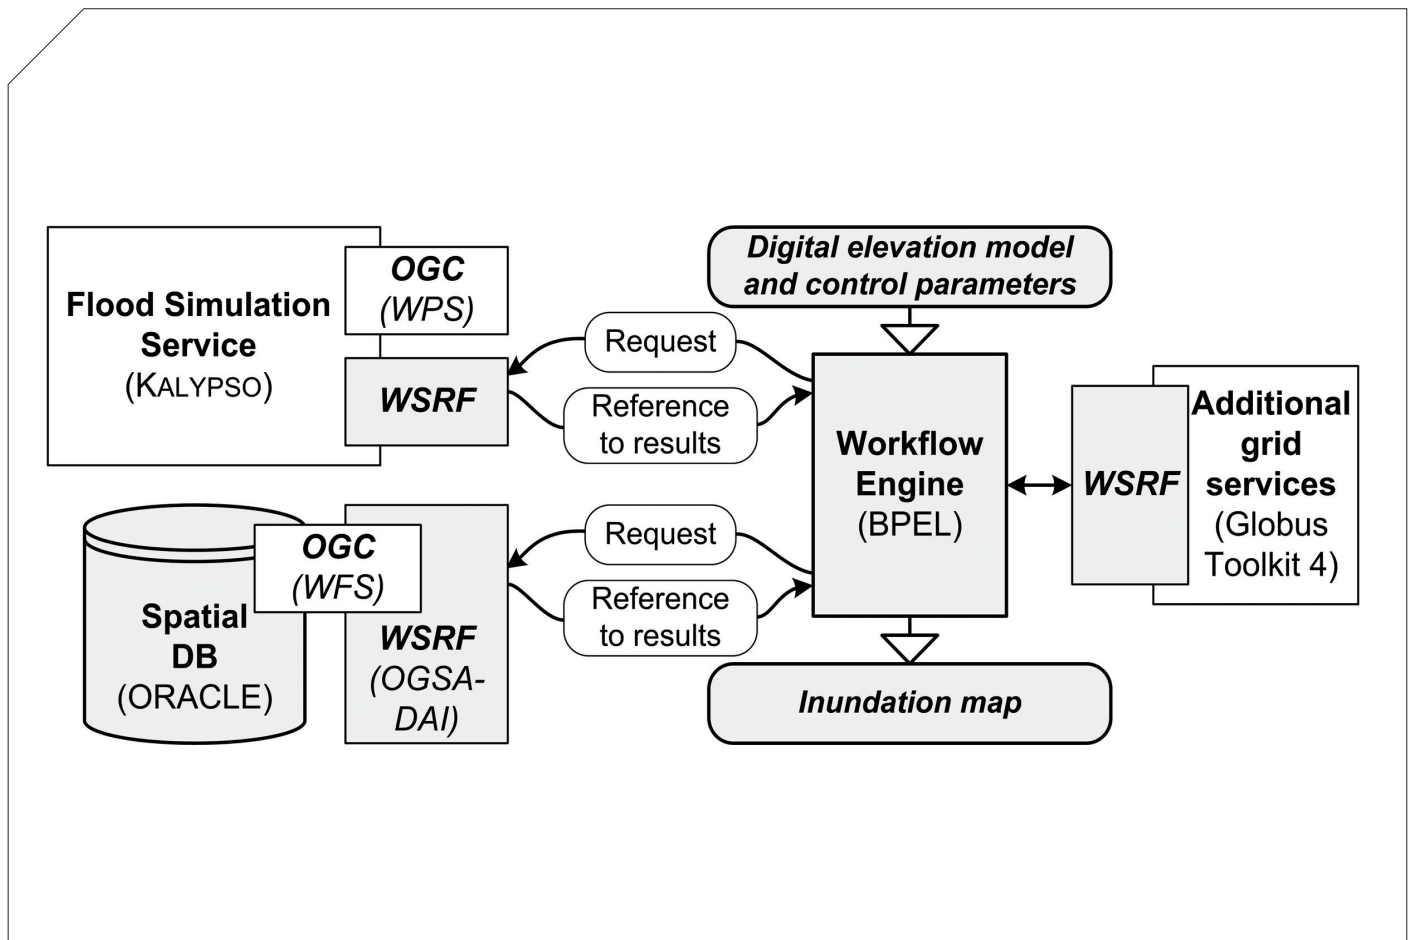 Flood Simulation
Service
(KALYPSO)
OGC
(WPS)
WSRF
Request
Reference
to results
Digital elevation model
and control parameters
Workflow
Engine
(BPEL)
WSRF
Additional
grid
services
(Globus
Toolkit 4)
Spatial
DB
(ORACLE)
OGC
(WFS)
WSRF
(OGSA-
DAI)
Request
Reference
to results
Inundation map